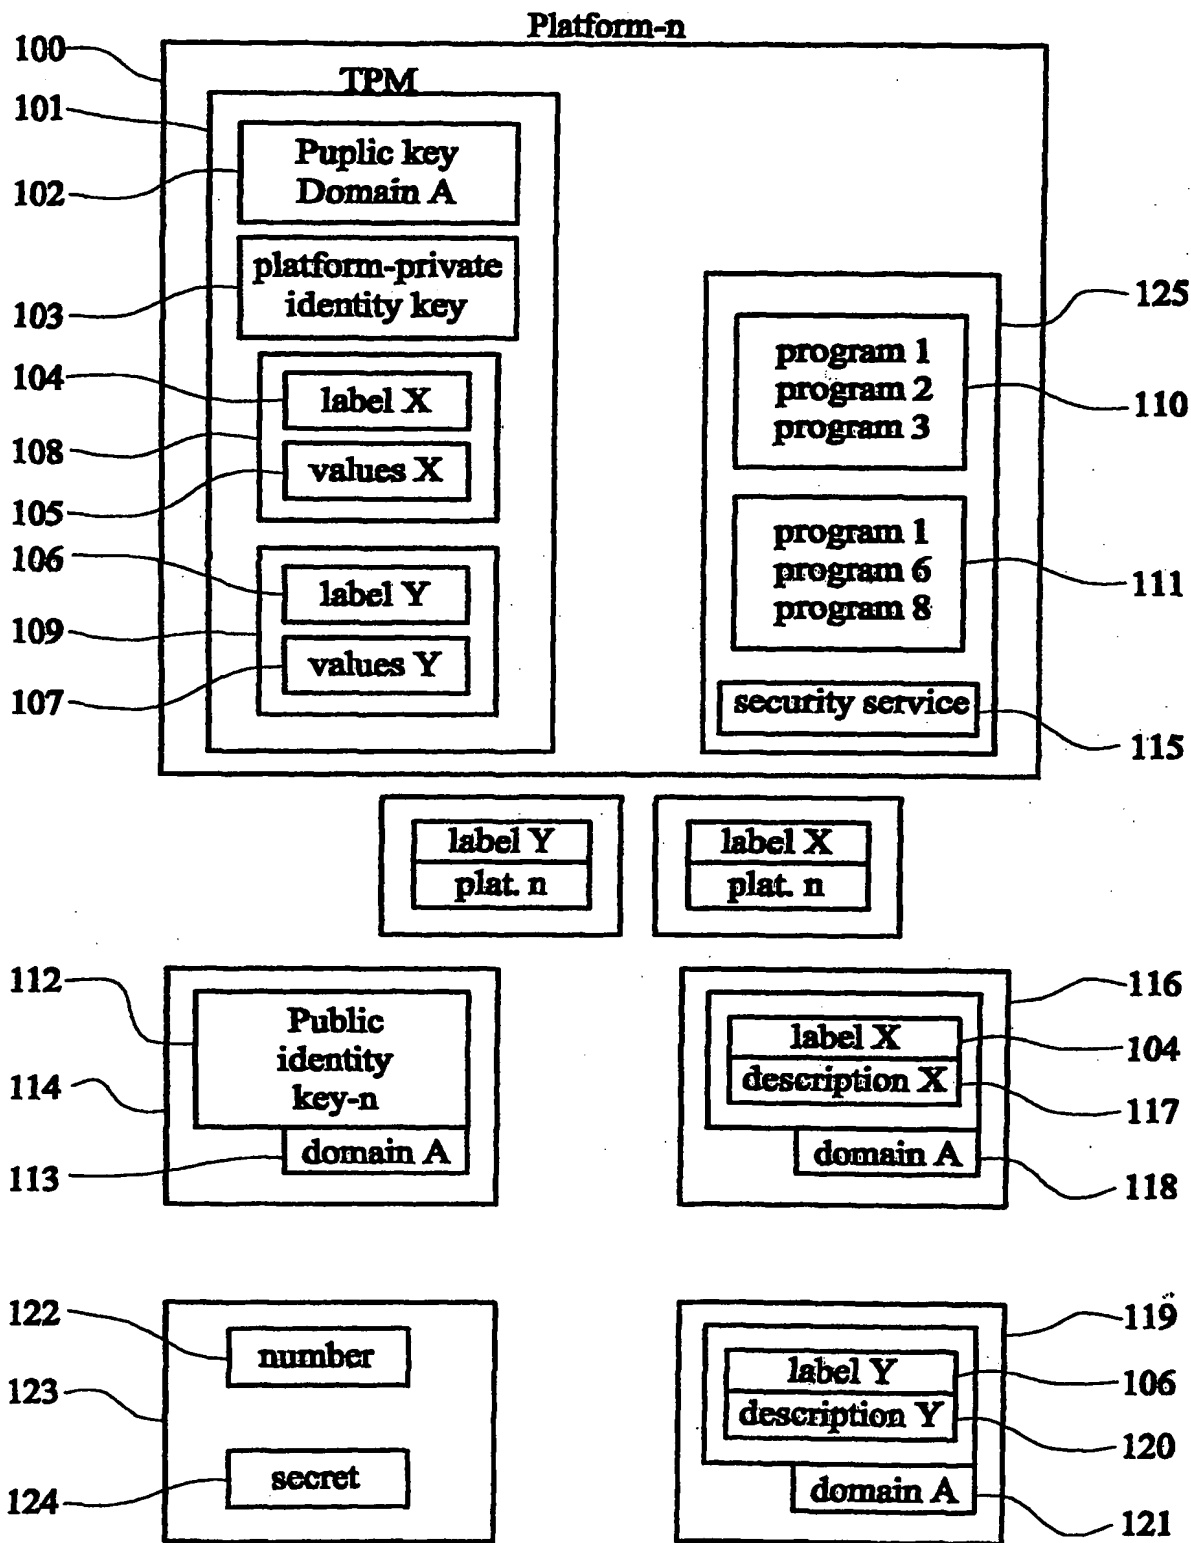 Platform-n
100
TPM
101
Puplic key
Domain A
102
platform-private
identity key
103
104
label X
108
values X
105
106
label Y
109
values Y
107
125
program 1
program 2
program 3
110
program 1
program 6
program 8
111
security service
115
label Y
plat. n
label X
plat. n
112
Public
identity
key-n
114
domain A
113
116
label X
104
description X
117
domain A
118
122
number
123
secret
124
119
label Y
106
description Y
120
domain A
121